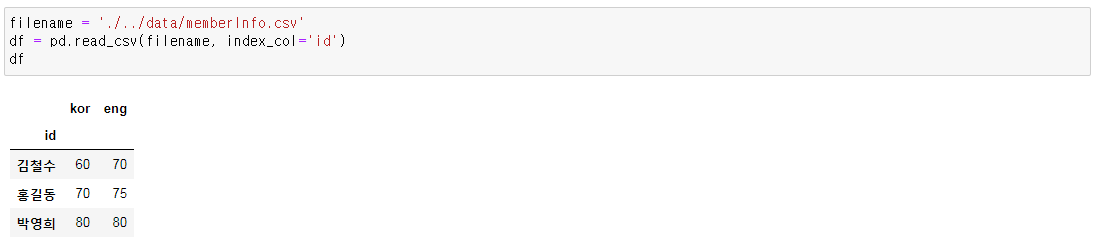 filename = './../data/memberInfo.csv'
df = pd.read_csv(filename, index_col='id')
df
kor eng
id
김철수 60 70
홍길동 70 75
박영희 80 80